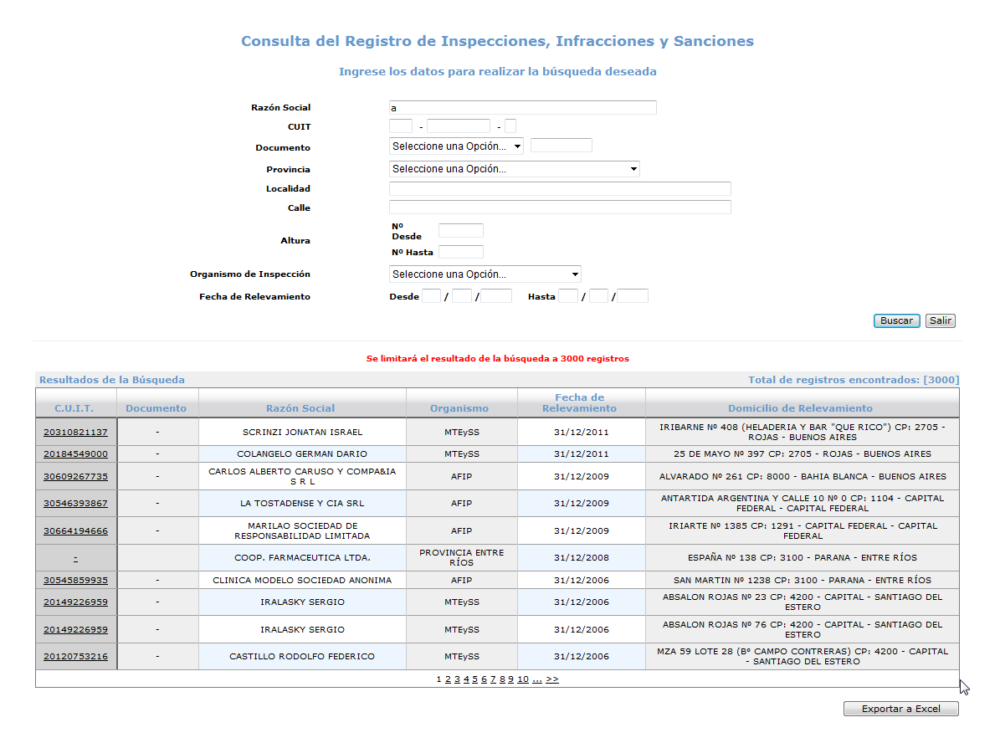 Consulta del Registro de Inspecciones, Infracciones y Sanciones
Ingrese los datos para realizar la búsqueda deseada
Razón Social a
CUIT - -
Documento Seleccione una Opción...
Provincia Seleccione una Opción...
Localidad
Calle
Altura
Nº
Desde
Nº Hasta
Organismo de Inspección Seleccione una Opción...
Fecha de Relevamiento Desde / / Hasta / /
Buscar Salir
Se limitará el resultado de la búsqueda a 3000 registros
Resultados de la Búsqueda Total de registros encontrados: [3000]
C.U.I.T. Documento Razón Social Organismo Fecha de Relevamiento Domicilio de Relevamiento
20310821137 - SCRINZI JONATAN ISRAEL MTEySS 31/12/2011 IRIBARNE Nº 408 (HELADERIA Y BAR "QUE RICO") CP: 2705 - ROJAS - BUENOS AIRES
20184549000 - COLANGELO GERMAN DARIO MTEySS 31/12/2011 25 DE MAYO Nº 397 CP: 2705 - ROJAS - BUENOS AIRES
30609267735 - CARLOS ALBERTO CARUSO Y COMPA&IA S R L AFIP 31/12/2009 ALVARADO Nº 261 CP: 8000 - BAHIA BLANCA - BUENOS AIRES
30546393867 - LA TOSTADENSE Y CIA SRL AFIP 31/12/2009 ANTARTIDA ARGENTINA Y CALLE 10 Nº 0 CP: 1104 - CAPITAL FEDERAL - CAPITAL FEDERAL
30664194666 - MARILAO SOCIEDAD DE RESPONSABILIDAD LIMITADA AFIP 31/12/2009 IRIARTE Nº 1385 CP: 1291 - CAPITAL FEDERAL - CAPITAL FEDERAL
- COOP. FARMACEUTICA LTDA. PROVINCIA ENTRE RÍOS 31/12/2008 ESPAÑA Nº 138 CP: 3100 - PARANA - ENTRE RÍOS
30545859935 - CLINICA MODELO SOCIEDAD ANONIMA AFIP 31/12/2006 SAN MARTIN Nº 1238 CP: 3100 - PARANA - ENTRE RÍOS
20149226959 - IRALASKY SERGIO MTEySS 31/12/2006 ABSALON ROJAS Nº 23 CP: 4200 - CAPITAL - SANTIAGO DEL ESTERO
20149226959 - IRALASKY SERGIO MTEySS 31/12/2006 ABSALON ROJAS Nº 76 CP: 4200 - CAPITAL - SANTIAGO DEL ESTERO
20120753216 - CASTILLO RODOLFO FEDERICO MTEySS 31/12/2006 MZA 59 LOTE 28 (Bº CAMPO CONTRERAS) CP: 4200 - CAPITAL - SANTIAGO DEL ESTERO
1 2 3 4 5 6 7 8 9 10 ... >>
Exportar a Excel